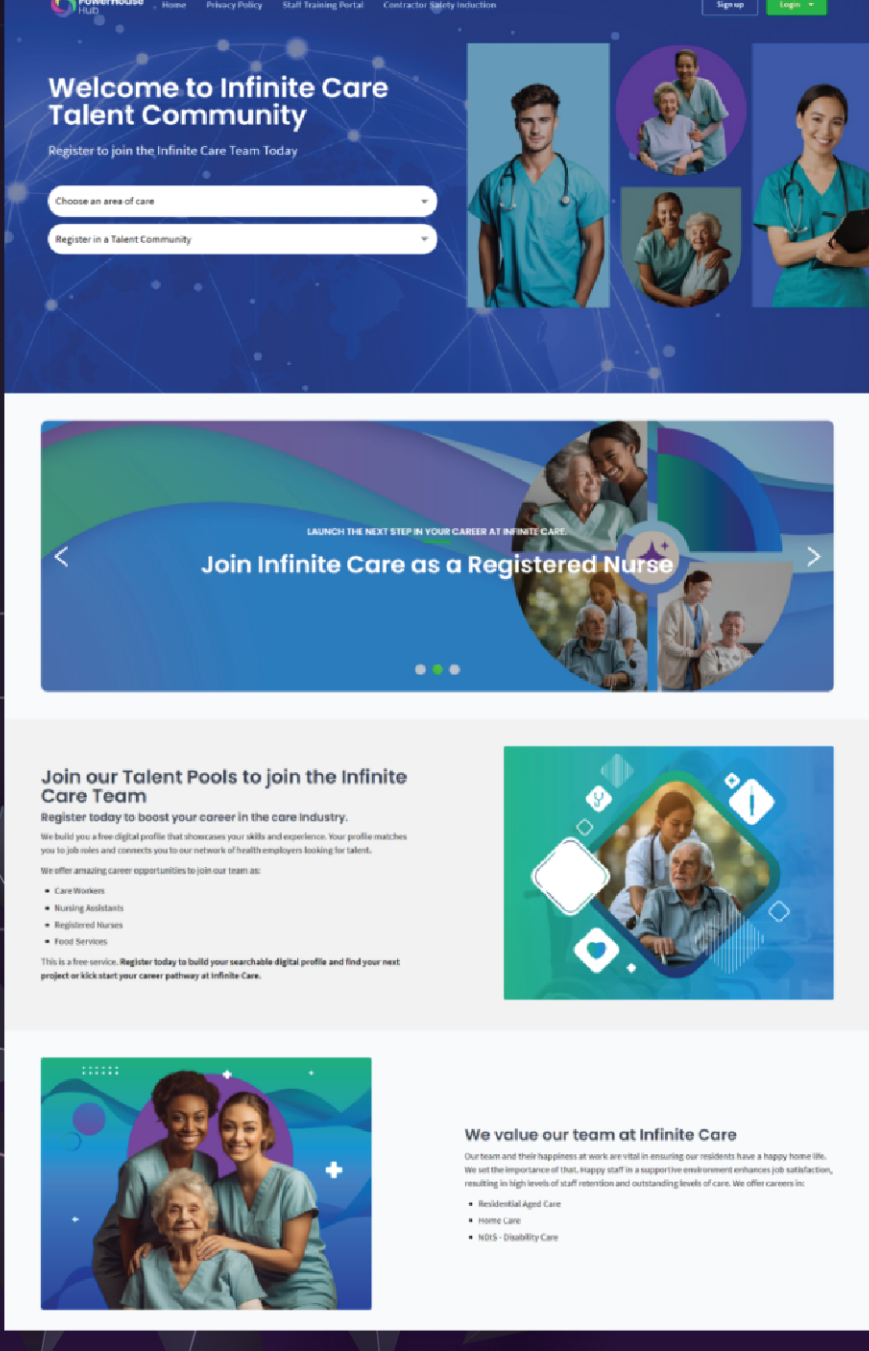 Powerhouse
Hub
Home Privacy Policy Staff Training Portal Contractor Safety Induction
Sign up
Login
Welcome to Infinite Care
Talent Community
Register to join the Infinite Care Team Today
Choose an area of care
Register in a Talent Community
LAUNCH THE NEXT STEP IN YOUR CAREER AT INFINITE CARE.
Join Infinite Care as a Registered Nurse
Join our Talent Pools to join the Infinite
Care Team
Register today to boost your career in the care industry.
We build you a free digital profile that showcases your skills and experience. Your profile matches
you to job roles and connects you to our network of health employers looking for talent.
We offer amazing career opportunities to join our team as:
Care Workers
Nursing Assistants
Registered Nurses
Food Services
This is a free service. Register today to build your searchable digital profile and find your next
project or kick start your career pathway at Infinite Care.
We value our team at Infinite Care
Our team and their happiness at work are vital in ensuring our residents have a happy home life.
We set the importance of that. Happy staff in a supportive environment enhances job satisfaction,
resulting in high levels of staff retention and outstanding levels of care. We offer careers in:
Residential Aged Care
Home Care
NDIS - Disability Care